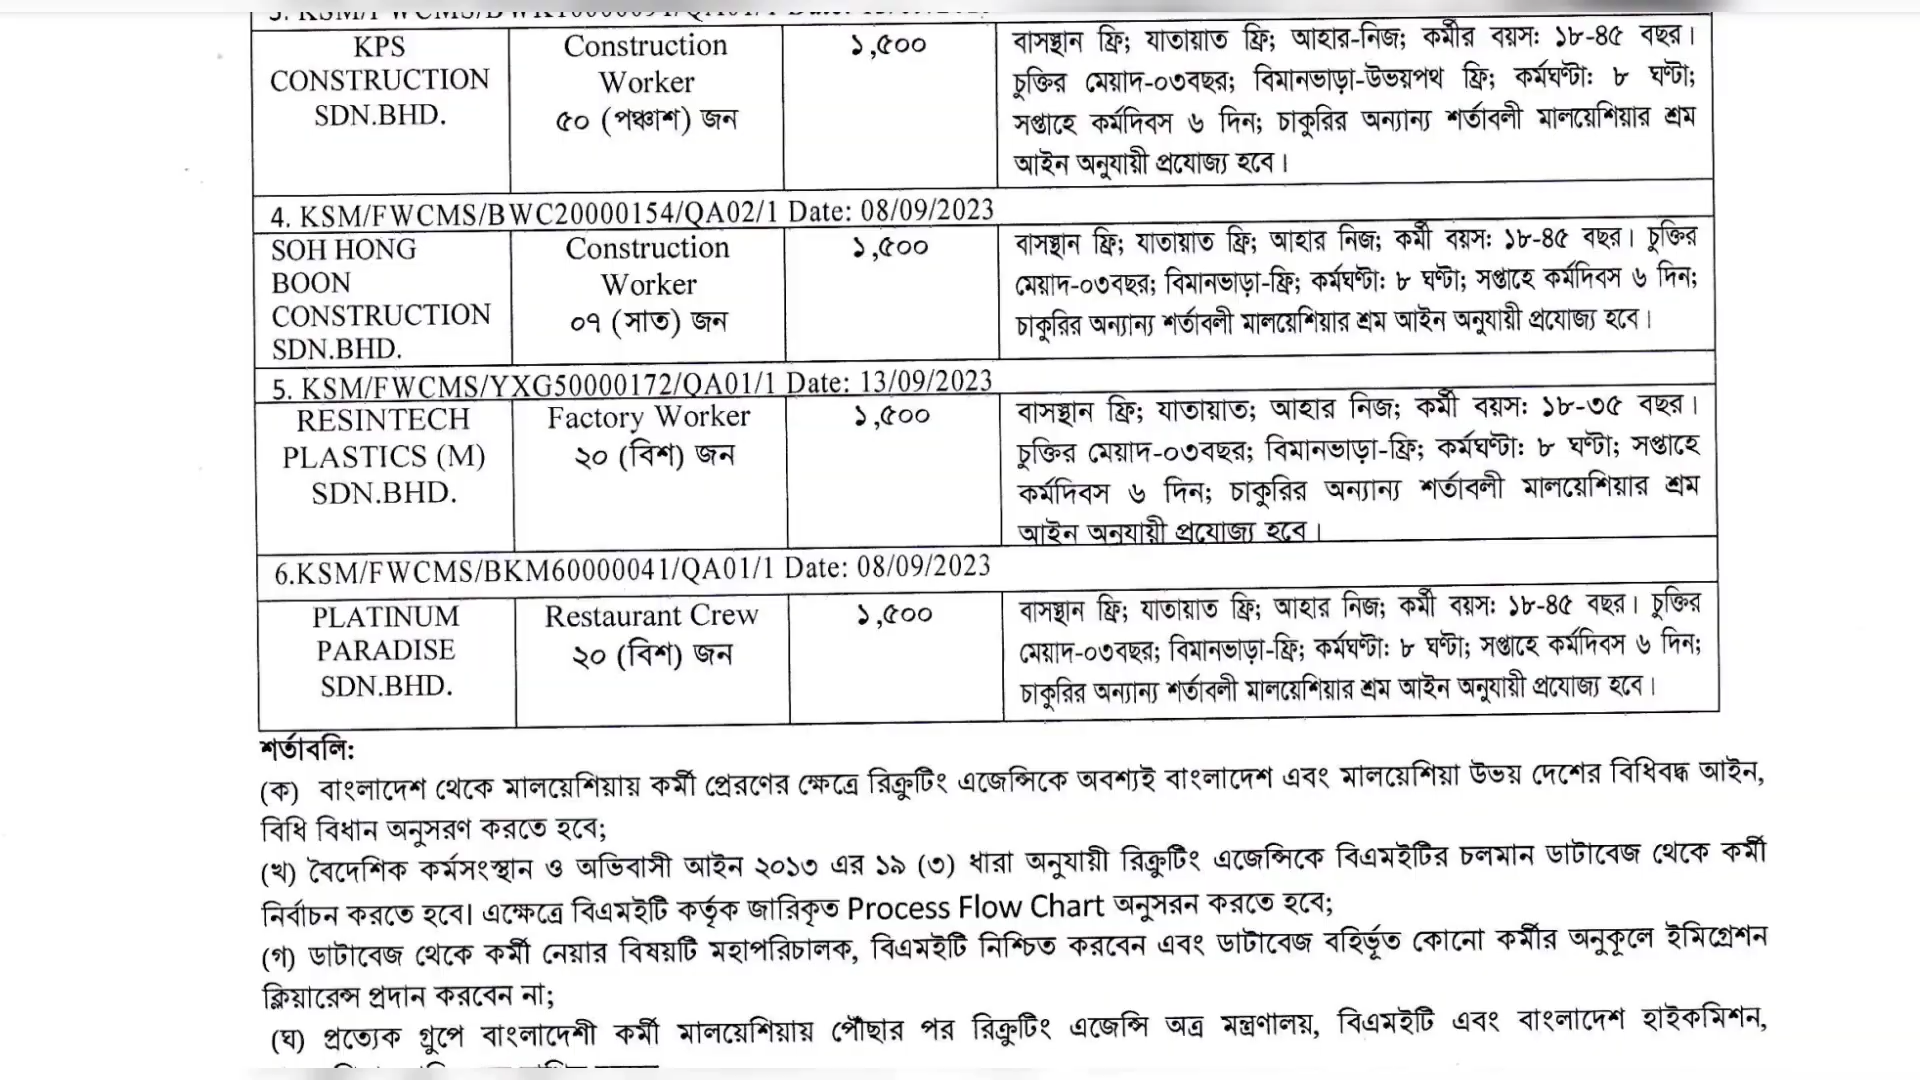 KPS
CONSTRUCTION
SDN.BHD.
Construction
Worker
৫০ (পঞ্চাশ) জন
১,৫০০
বাসস্থান ফ্রি; যাতায়াত ফ্রি; আহার-নিজ; কর্মীর বয়স: ১৮-৪৫ বছর।
চুক্তির মেয়াদ-০৩বছর; বিমানভাড়া-উভয়পথ ফ্রি; কর্মঘণ্টা: ৮ ঘণ্টা;
সপ্তাহে কর্মদিবস ৬ দিন; চাকুরির অন্যান্য শর্তাবলী মালয়েশিয়ার শ্রম
আইন অনুযায়ী প্রযোজ্য হবে।
4. KSM/FWCMS/BWC20000154/QA02/1 Date: 08/09/2023
SOH HONG
BOON
CONSTRUCTION
SDN.BHD.
Construction
Worker
০৭ (সাত) জন
১,৫০০
বাসস্থান ফ্রি; যাতায়াত ফ্রি; আহার নিজ; কর্মী বয়স: ১৮-৪৫ বছর। চুক্তির
মেয়াদ-০৩বছর; বিমানভাড়া-ফ্রি; কর্মঘণ্টা: ৮ ঘণ্টা; সপ্তাহে কর্মদিবস ৬ দিন;
চাকুরির অন্যান্য শর্তাবলী মালয়েশিয়ার শ্রম আইন অনুযায়ী প্রযোজ্য হবে।
5. KSM/FWCMS/YXG50000172/QA01/1 Date: 13/09/2023
RESINTECH
PLASTICS (M)
SDN.BHD.
Factory Worker
২০ (বিশ) জন
১,৫০০
বাসস্থান ফ্রি; যাতায়াত; আহার নিজ; কর্মী বয়স: ১৮-৩৫ বছর।
চুক্তির মেয়াদ-০৩বছর; বিমানভাড়া-ফ্রি; কর্মঘণ্টা: ৮ ঘণ্টা; সপ্তাহে
কর্মদিবস ৬ দিন; চাকুরির অন্যান্য শর্তাবলী মালয়েশিয়ার শ্রম
আইন অনুযায়ী প্রযোজ্য হবে।
6.KSM/FWCMS/BKM60000041/QA01/1 Date: 08/09/2023
PLATINUM
PARADISE
SDN.BHD.
Restaurant Crew
২০ (বিশ) জন
১,৫০০
বাসস্থান ফ্রি; যাতায়াত ফ্রি; আহার নিজ; কর্মী বয়স: ১৮-৪৫ বছর। চুক্তির
মেয়াদ-০৩বছর; বিমানভাড়া-ফ্রি; কর্মঘণ্টা: ৮ ঘণ্টা; সপ্তাহে কর্মদিবস ৬ দিন;
চাকুরির অন্যান্য শর্তাবলী মালয়েশিয়ার শ্রম আইন অনুযায়ী প্রযোজ্য হবে।
শর্তাবলি:
(ক) বাংলাদেশ থেকে মালয়েশিয়ায় কর্মী প্রেরণের ক্ষেত্রে রিক্রুটিং এজেন্সিকে অবশ্যই বাংলাদেশ এবং মালয়েশিয়া উভয় দেশের বিধিবদ্ধ আইন,
বিধি বিধান অনুসরণ করতে হবে;
(খ) বৈদেশিক কর্মসংস্থান ও অভিবাসী আইন ২০১৩ এর ১৯ (৩) ধারা অনুযায়ী রিক্রুটিং এজেন্সিকে বিএমইটির চলমান ডাটাবেজ থেকে কর্মী
নির্বাচন করতে হবে। এক্ষেত্রে বিএমইটি কর্তৃক জারিকৃত Process Flow Chart অনুসরন করতে হবে;
(গ) ডাটাবেজ থেকে কর্মী নেয়ার বিষয়টি মহাপরিচালক, বিএমইটি নিশ্চিত করবেন এবং ডাটাবেজ বহির্ভূত কোনো কর্মীর অনুকূলে ইমিগ্রেশন
ক্লিয়ারেন্স প্রদান করবেন না;
(ঘ) প্রত্যেক গ্রুপে বাংলাদেশী কর্মী মালয়েশিয়ায় পৌঁছার পর রিক্রুটিং এজেন্সি অত্র মন্ত্রণালয়, বিএমইটি এবং বাংলাদেশ হাইকমিশন,